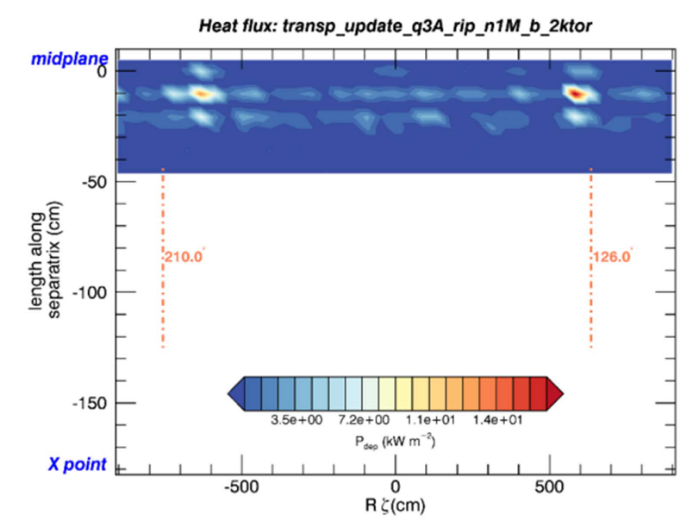 Heat flux: transp_update_q3A_rip_n1M_b_2ktor
midplane
0
-50
-100
-150
X point
length along
separatrix (cm)
210.0°
126.0°
3.5e+00 7.2e+00 1.1e+01 1.4e+01
P_dep (kW m⁻²)
-500 0 500
R ζ(cm)